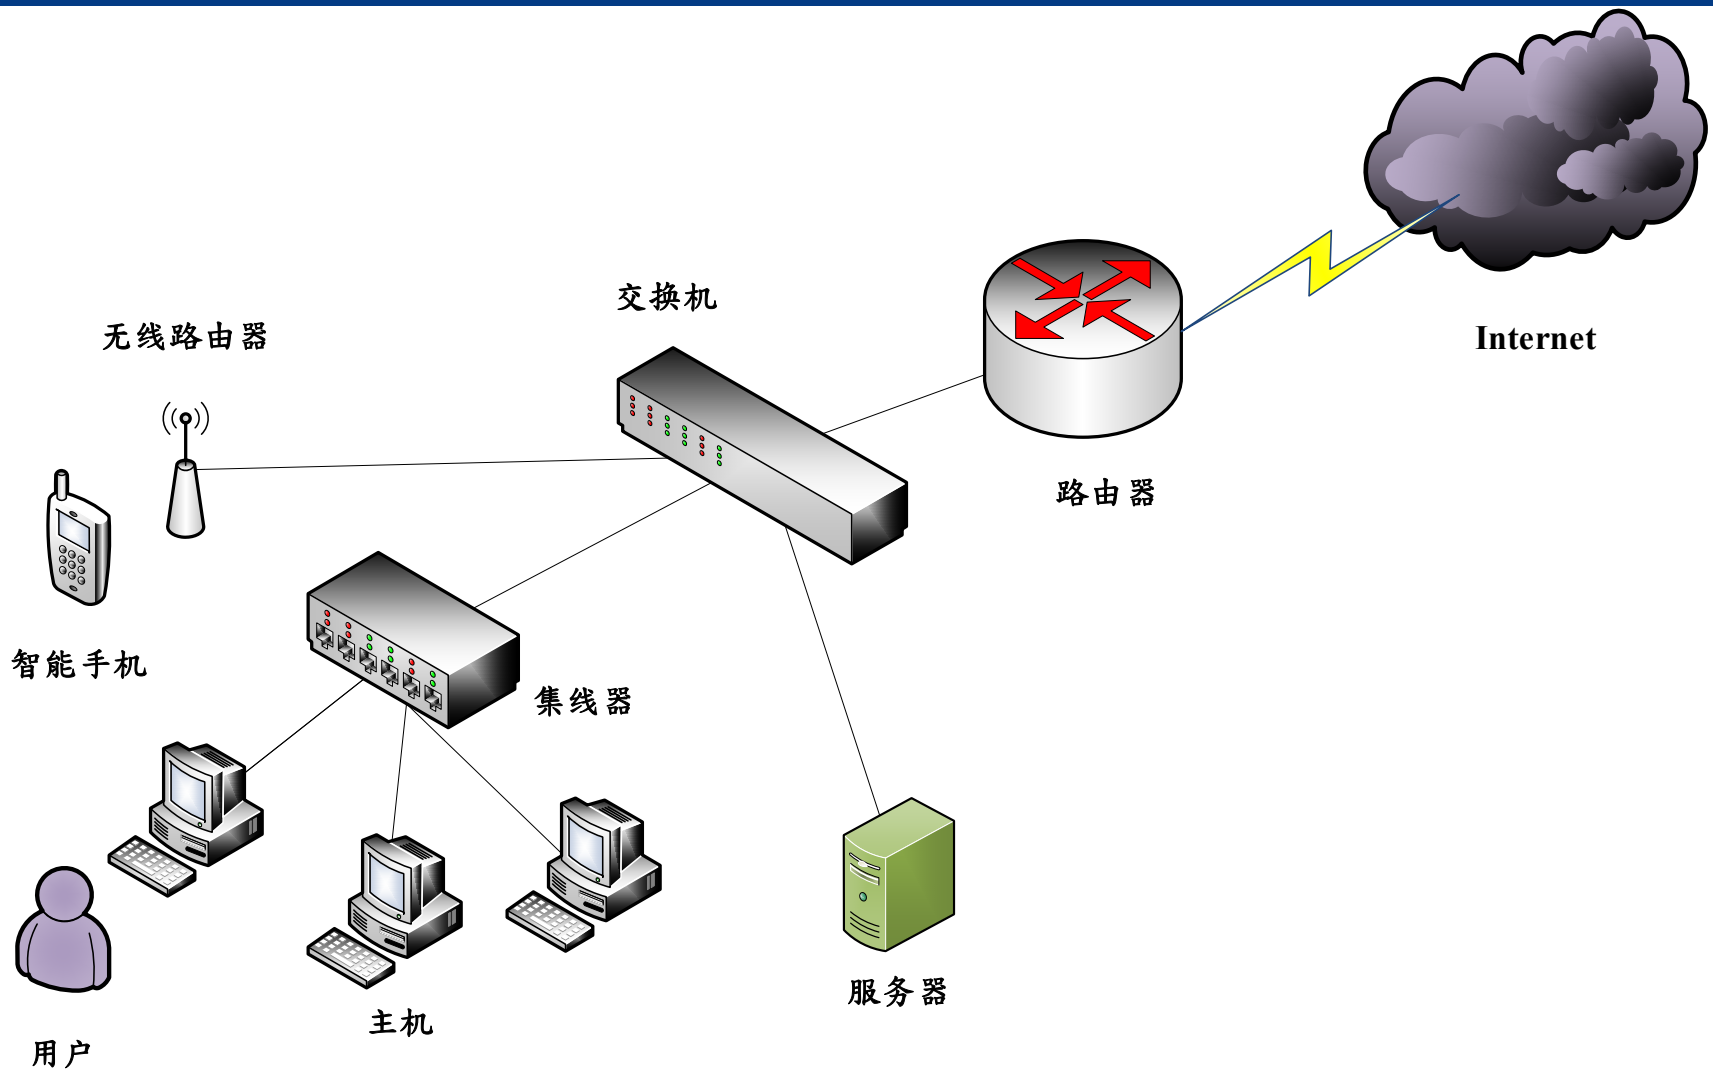 交换机
无线路由器
Internet
路由器
智能手机
集线器
服务器
主机
用户